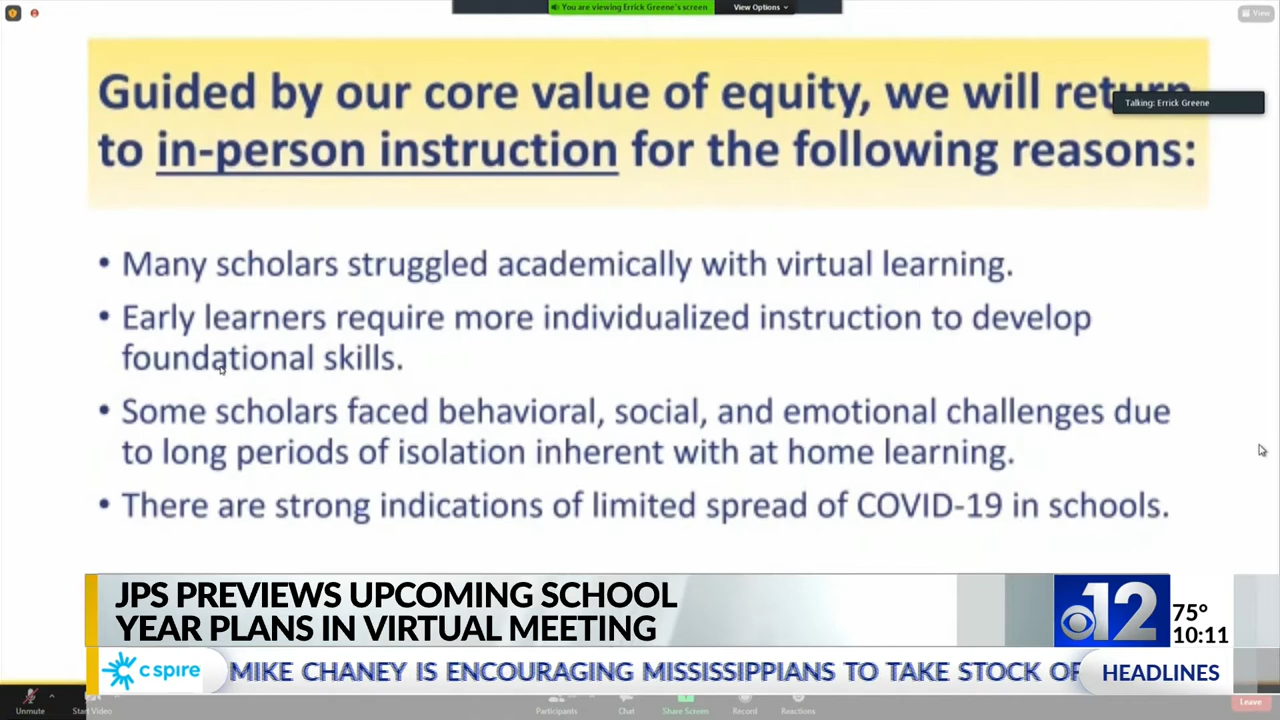 You are viewing Errick Greene's screen
View Options
View
Guided by our core value of equity, we will return
Talking: Errick Greene
to in-person instruction for the following reasons:
• Many scholars struggled academically with virtual learning.
• Early learners require more individualized instruction to develop
foundational skills.
• Some scholars faced behavioral, social, and emotional challenges due
to long periods of isolation inherent with at home learning.
• There are strong indications of limited spread of COVID-19 in schools.
JPS PREVIEWS UPCOMING SCHOOL
YEAR PLANS IN VIRTUAL MEETING
12
75°
10:11
c spire
MIKE CHANEY IS ENCOURAGING MISSISSIPPIANS TO TAKE STOCK OF
HEADLINES
Unmute
Start Video
Participants
Chat
Share Screen
Record
Reactions
Leave